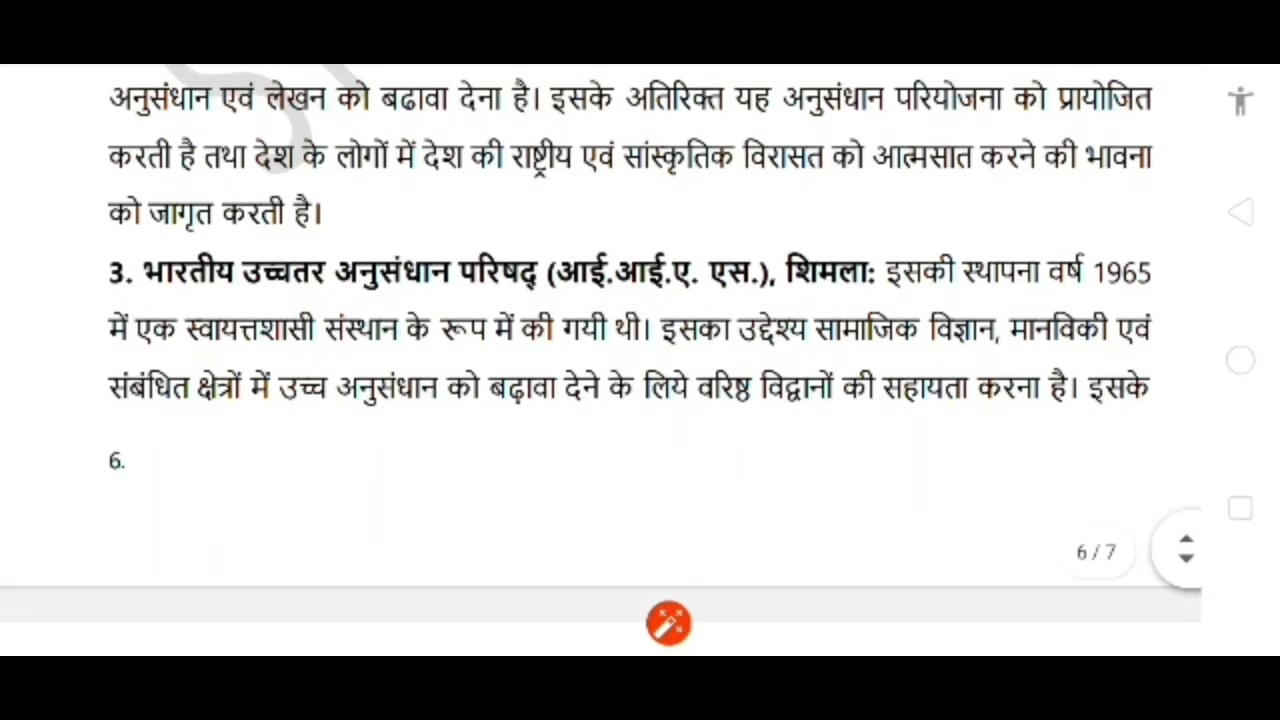 अनुसंधान एवं लेखन को बढावा देना है। इसके अतिरिक्त यह अनुसंधान परियोजना को प्रायोजित
करती है तथा देश के लोगों में देश की राष्ट्रीय एवं सांस्कृतिक विरासत को आत्मसात करने की भावना
को जागृत करती है।
3. भारतीय उच्चतर अनुसंधान परिषद् (आई.आई.ए. एस.), शिमला: इसकी स्थापना वर्ष 1965
में एक स्वायत्तशासी संस्थान के रूप में की गयी थी। इसका उद्देश्य सामाजिक विज्ञान, मानविकी एवं
संबंधित क्षेत्रों में उच्च अनुसंधान को बढ़ावा देने के लिये वरिष्ठ विद्वानों की सहायता करना है। इसके
6.
6 / 7